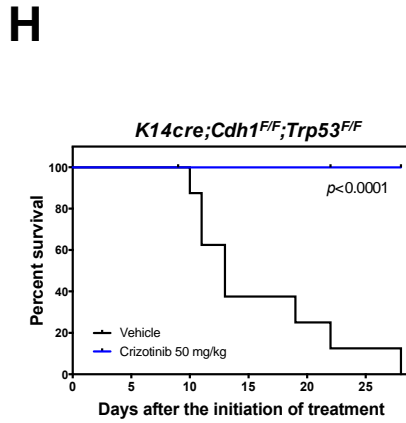 H
K14cre;Cdh1F/F;Trp53F/F
100
80
60
40
20
0
Percent survival
p<0.0001
Vehicle
Crizotinib 50 mg/kg
0 5 10 15 20 25
Days after the initiation of treatment